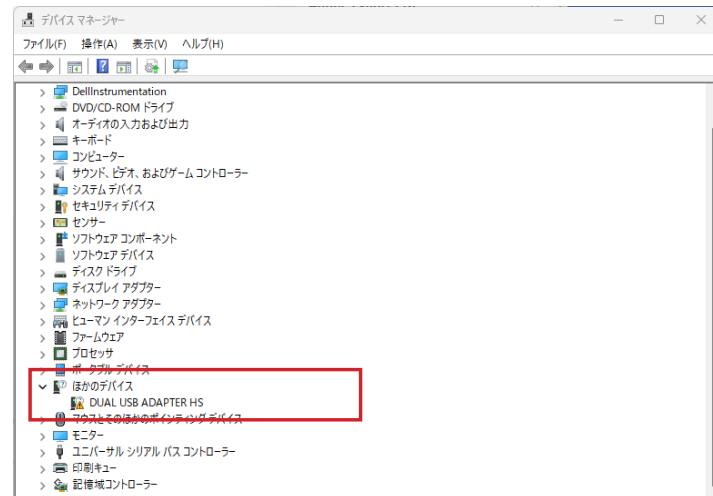 デバイス マネージャー
ファイル(F) 操作(A) 表示(V) ヘルプ(H)
DellInstrumentation
DVD/CD-ROM ドライブ
オーディオの入力および出力
キーボード
コンピューター
サウンド、ビデオ、およびゲーム コントローラー
システム デバイス
セキュリティ デバイス
センサー
ソフトウェア コンポーネント
ソフトウェア デバイス
ディスク ドライブ
ディスプレイ アダプター
ネットワーク アダプター
ヒューマン インターフェイス デバイス
ファームウェア
プロセッサ
ポータブル デバイス
ほかのデバイス
DUAL USB ADAPTER HS
マウスとそのほかのポインティング デバイス
モニター
ユニバーサル シリアル バス コントローラー
印刷キュー
記憶域コントローラー